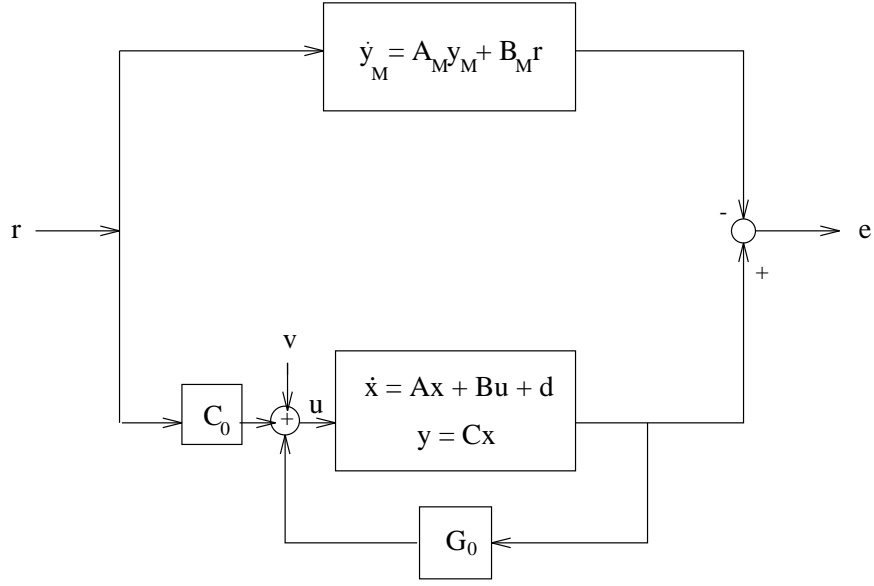 ẏ_M = A_M y_M + B_M r
-
r
e
+
v
ẋ = Ax + Bu + d
u
C_0
+
y = Cx
G_0